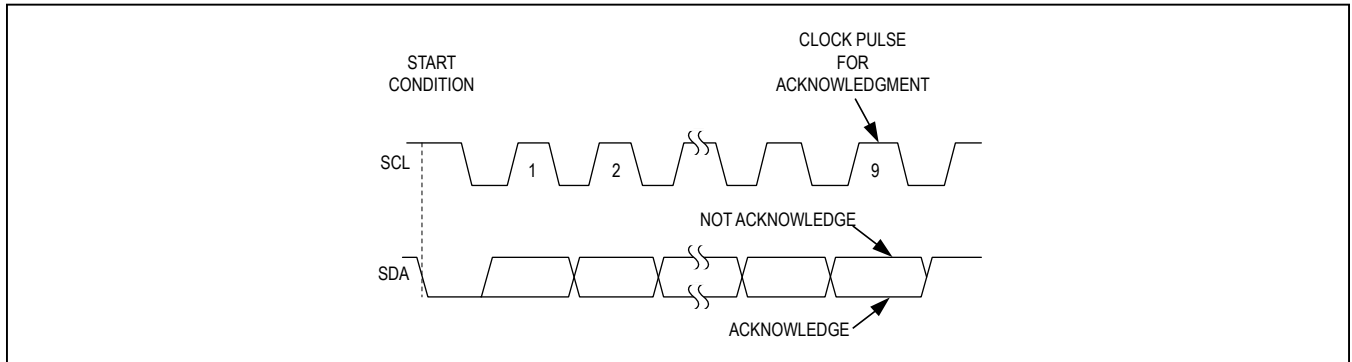 START
CONDITION
CLOCK PULSE
FOR
ACKNOWLEDGMENT
SCL
1
2
9
NOT ACKNOWLEDGE
SDA
ACKNOWLEDGE